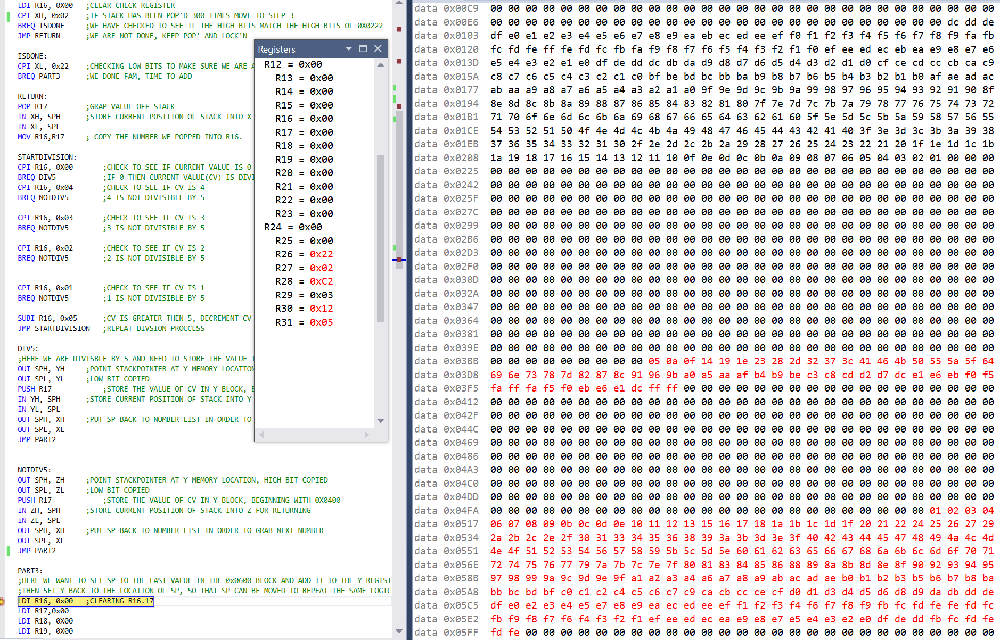 LDI R16, 0X00 ;CLEAR CHECK REGISTER
CPI XH, 0x02 ;IF STACK HAS BEEN POP'D 300 TIMES MOVE TO STEP 3
BREQ ISDONE ;WE HAVE CHECKED TO SEE IF THE HIGH BITS MATCH THE HIGH BITS OF 0X0222
JMP RETURN ;WE ARE NOT DONE, KEEP POP' AND LOCK'N
ISDONE:
CPI XL, 0x22 ;CHECKING LOW BITS TO MAKE SURE WE ARE
BREQ PART3 ;WE DONE FAM, TIME TO ADD
RETURN:
POP R17 ;GRAP VALUE OFF STACK
IN XH, SPH ;STORE CURRENT POSITION OF STACK INTO X
IN XL, SPL
MOV R16,R17 ; COPY THE NUMBER WE POPPED INTO R16.
STARTDIVISION:
CPI R16, 0X00 ;CHECK TO SEE IF CURRENT VALUE IS 0
BREQ DIV5 ;IF 0 THEN CURRENT VALUE(CV) IS DIVI
CPI R16, 0x04 ;CHECK TO SEE IF CV IS 4
BREQ NOTDIV5 ;4 IS NOT DIVISIBLE BY 5
CPI R16, 0x03 ;CHECK TO SEE IF CV IS 3
BREQ NOTDIV5 ;3 IS NOT DIVISIBLE BY 5
CPI R16, 0x02 ;CHECK TO SEE IF CV IS 2
BREQ NOTDIV5 ;2 IS NOT DIVISIBLE BY 5
CPI R16, 0x01 ;CHECK TO SEE IF CV IS 1
BREQ NOTDIV5 ;1 IS NOT DIVISIBLE BY 5
SUBI R16, 0x05 ;CV IS GREATER THEN 5, DECREMENT CV
JMP STARTDIVISION ;REPEAT DIVSION PROCCESS
DIV5:
;HERE WE ARE DIVISBLE BY 5 AND NEED TO STORE THE VALUE I
OUT SPH, YH ;POINT STACKPOINTER AT Y MEMORY LOCATION
OUT SPL, YL ;LOW BIT COPIED
PUSH R17 ;STORE THE VALUE OF CV IN Y BLOCK, B
IN YH, SPH ;STORE CURRENT POSITION OF STACK INTO Y
IN YL, SPL
OUT SPH, XH ;PUT SP BACK TO NUMBER LIST IN ORDER TO
OUT SPL, XL
JMP PART2
NOTDIV5:
OUT SPH, ZH ;POINT STACKPOINTER AT Y MEMORY LOCATION, HIGH BIT COPIED
OUT SPL, ZL ;LOW BIT COPIED
PUSH R17 ;STORE THE VALUE OF CV IN Y BLOCK, BEGINNING WITH 0X0400
IN ZH, SPH ;STORE CURRENT POSITION OF STACK INTO Z FOR RETURNING
IN ZL, SPL
OUT SPH, XH ;PUT SP BACK TO NUMBER LIST IN ORDER TO GRAB NEXT NUMBER
OUT SPL, XL
JMP PART2
PART3:
;HERE WE WANT TO SET SP TO THE LAST VALUE IN THE 0x0600 BLOCK AND ADD IT TO THE Y REGIST
;THEN SET Y BACK TO THE LOCATION OF SP, SO THAT SP CAN BE MOVED TO REPEAT THE SAME LOGIC
LDI R16, 0x00 ;CLEARING R16.17
LDI R17,0x00
LDI R18, 0X00
LDI R19, 0X00
Registers
R12 = 0x00
R13 = 0x00
R14 = 0x00
R15 = 0x00
R16 = 0x00
R17 = 0x00
R18 = 0x00
R19 = 0x00
R20 = 0x00
R21 = 0x00
R22 = 0x00
R23 = 0x00
R24 = 0x00
R25 = 0x00
R26 = 0x22
R27 = 0x02
R28 = 0xC2
R29 = 0x03
R30 = 0x12
R31 = 0x05
data 0x00C9 00 00 00 00 00 00 00 00 00 00 00 00 00 00 00 00 00 00 00 00 00 00 00 00 00 00 00 00 00
data 0x00E6 00 00 00 00 00 00 00 00 00 00 00 00 00 00 00 00 00 00 00 00 00 00 00 00 00 00 dc dd de
data 0x0103 df e0 e1 e2 e3 e4 e5 e6 e7 e8 e9 ea eb ec ed ee ef f0 f1 f2 f3 f4 f5 f6 f7 f8 f9 fa fb
data 0x0120 fc fd fe ff fe fd fc fb fa f9 f8 f7 f6 f5 f4 f3 f2 f1 f0 ef ee ed ec eb ea e9 e8 e7 e6
data 0x013D e5 e4 e3 e2 e1 e0 df de dd dc db da d9 d8 d7 d6 d5 d4 d3 d2 d1 d0 cf ce cd cc cb ca c9
data 0x015A c8 c7 c6 c5 c4 c3 c2 c1 c0 bf be bd bc bb ba b9 b8 b7 b6 b5 b4 b3 b2 b1 b0 af ae ad ac
data 0x0177 ab aa a9 a8 a7 a6 a5 a4 a3 a2 a1 a0 9f 9e 9d 9c 9b 9a 99 98 97 96 95 94 93 92 91 90 8f
data 0x0194 8e 8d 8c 8b 8a 89 88 87 86 85 84 83 82 81 80 7f 7e 7d 7c 7b 7a 79 78 77 76 75 74 73 72
data 0x01B1 71 70 6f 6e 6d 6c 6b 6a 69 68 67 66 65 64 63 62 61 60 5f 5e 5d 5c 5b 5a 59 58 57 56 55
data 0x01CE 54 53 52 51 50 4f 4e 4d 4c 4b 4a 49 48 47 46 45 44 43 42 41 40 3f 3e 3d 3c 3b 3a 39 38
data 0x01EB 37 36 35 34 33 32 31 30 2f 2e 2d 2c 2b 2a 29 28 27 26 25 24 23 22 21 20 1f 1e 1d 1c 1b
data 0x0208 1a 19 18 17 16 15 14 13 12 11 10 0f 0e 0d 0c 0b 0a 09 08 07 06 05 04 03 02 01 00 00 00
data 0x0225 00 00 00 00 00 00 00 00 00 00 00 00 00 00 00 00 00 00 00 00 00 00 00 00 00 00 00 00 00
data 0x0242 00 00 00 00 00 00 00 00 00 00 00 00 00 00 00 00 00 00 00 00 00 00 00 00 00 00 00 00 00
data 0x025F 00 00 00 00 00 00 00 00 00 00 00 00 00 00 00 00 00 00 00 00 00 00 00 00 00 00 00 00 00
data 0x027C 00 00 00 00 00 00 00 00 00 00 00 00 00 00 00 00 00 00 00 00 00 00 00 00 00 00 00 00 00
data 0x0299 00 00 00 00 00 00 00 00 00 00 00 00 00 00 00 00 00 00 00 00 00 00 00 00 00 00 00 00 00
data 0x02B6 00 00 00 00 00 00 00 00 00 00 00 00 00 00 00 00 00 00 00 00 00 00 00 00 00 00 00 00 00
data 0x02D3 00 00 00 00 00 00 00 00 00 00 00 00 00 00 00 00 00 00 00 00 00 00 00 00 00 00 00 00 00
data 0x02F0 00 00 00 00 00 00 00 00 00 00 00 00 00 00 00 00 00 00 00 00 00 00 00 00 00 00 00 00 00
data 0x030D 00 00 00 00 00 00 00 00 00 00 00 00 00 00 00 00 00 00 00 00 00 00 00 00 00 00 00 00 00
data 0x032A 00 00 00 00 00 00 00 00 00 00 00 00 00 00 00 00 00 00 00 00 00 00 00 00 00 00 00 00 00
data 0x0347 00 00 00 00 00 00 00 00 00 00 00 00 00 00 00 00 00 00 00 00 00 00 00 00 00 00 00 00 00
data 0x0364 00 00 00 00 00 00 00 00 00 00 00 00 00 00 00 00 00 00 00 00 00 00 00 00 00 00 00 00 00
data 0x0381 00 00 00 00 00 00 00 00 00 00 00 00 00 00 00 00 00 00 00 00 00 00 00 00 00 00 00 00 00
data 0x039E 00 00 00 00 00 00 00 00 00 00 00 00 00 00 00 00 00 00 00 00 00 00 00 00 00 00 00 00 00
data 0x03BB 00 00 00 00 00 00 00 00 00 05 0a 0f 14 19 1e 23 28 2d 32 37 3c 41 46 4b 50 55 5a 5f 64
data 0x03D8 69 6e 73 78 7d 82 87 8c 91 96 9b a0 a5 aa af b4 b9 be c3 c8 cd d2 d7 dc e1 e6 eb f0 f5
data 0x03F5 fa ff fa f5 f0 eb e6 e1 dc ff ff 00 00 00 00 00 00 00 00 00 00 00 00 00 00 00 00 00 00
data 0x0412 00 00 00 00 00 00 00 00 00 00 00 00 00 00 00 00 00 00 00 00 00 00 00 00 00 00 00 00 00
data 0x042F 00 00 00 00 00 00 00 00 00 00 00 00 00 00 00 00 00 00 00 00 00 00 00 00 00 00 00 00 00
data 0x044C 00 00 00 00 00 00 00 00 00 00 00 00 00 00 00 00 00 00 00 00 00 00 00 00 00 00 00 00 00
data 0x0469 00 00 00 00 00 00 00 00 00 00 00 00 00 00 00 00 00 00 00 00 00 00 00 00 00 00 00 00 00
data 0x0486 00 00 00 00 00 00 00 00 00 00 00 00 00 00 00 00 00 00 00 00 00 00 00 00 00 00 00 00 00
data 0x04A3 00 00 00 00 00 00 00 00 00 00 00 00 00 00 00 00 00 00 00 00 00 00 00 00 00 00 00 00 00
data 0x04C0 00 00 00 00 00 00 00 00 00 00 00 00 00 00 00 00 00 00 00 00 00 00 00 00 00 00 00 00 00
data 0x04DD 00 00 00 00 00 00 00 00 00 00 00 00 00 00 00 00 00 00 00 00 00 00 00 00 00 00 00 00 00
data 0x04FA 00 00 00 00 00 00 00 00 00 00 00 00 00 00 00 00 00 00 00 00 00 00 00 00 00 01 02 03 04
data 0x0517 06 07 08 09 0b 0c 0d 0e 10 11 12 13 15 16 17 18 1a 1b 1c 1d 1f 20 21 22 24 25 26 27 29
data 0x0534 2a 2b 2c 2e 2f 30 31 33 34 35 36 38 39 3a 3b 3d 3e 3f 40 42 43 44 45 47 48 49 4a 4c 4d
data 0x0551 4e 4f 51 52 53 54 56 57 58 59 5b 5c 5d 5e 60 61 62 63 65 66 67 68 6a 6b 6c 6d 6f 70 71
data 0x056E 72 74 75 76 77 79 7a 7b 7c 7e 7f 80 81 83 84 85 86 88 89 8a 8b 8d 8e 8f 90 92 93 94 95
data 0x058B 97 98 99 9a 9c 9d 9e 9f a1 a2 a3 a4 a6 a7 a8 a9 ab ac ad ae b0 b1 b2 b3 b5 b6 b7 b8 ba
data 0x05A8 bb bc bd bf c0 c1 c2 c4 c5 c6 c7 c9 ca cb cc ce cf d0 d1 d3 d4 d5 d6 d8 d9 da db dd de
data 0x05C5 df e0 e2 e3 e4 e5 e7 e8 e9 ea ec ed ee ef f1 f2 f3 f4 f6 f7 f8 f9 fb fc fd fe fe fd fc
data 0x05E2 fb f9 f8 f7 f6 f4 f3 f2 f1 ef ee ed ec ea e9 e8 e7 e5 e4 e3 e2 e0 df de dd fb fc fd fe
data 0x05FF fd fe 00 00 00 00 00 00 00 00 00 00 00 00 00 00 00 00 00 00 00 00 00 00 00 00 00 00 00